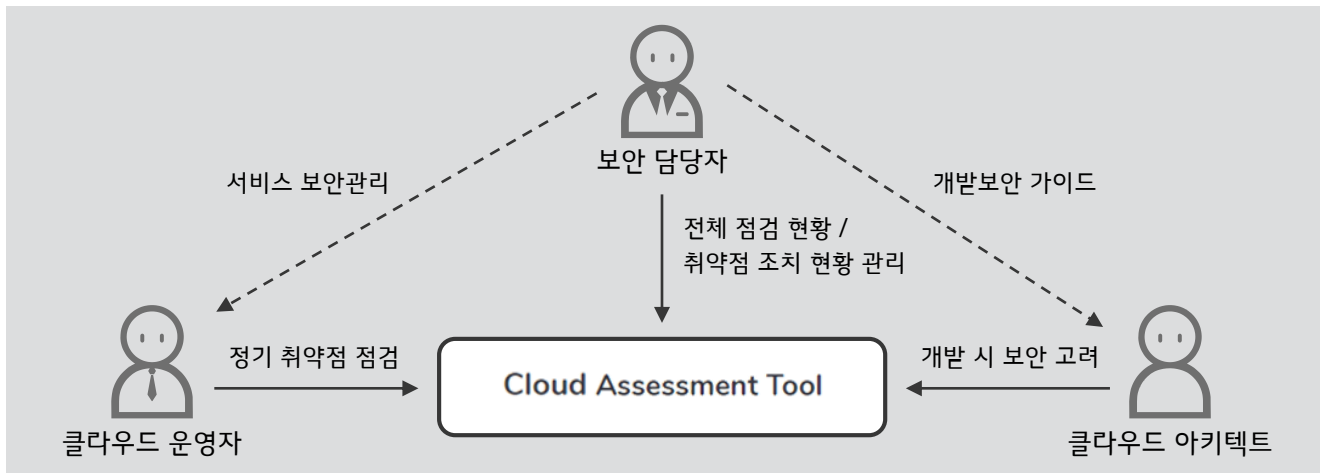 보안 담당자
서비스 보안관리
개발보안 가이드
전체 점검 현황 /
취약점 조치 현황 관리
정기 취약점 점검
Cloud Assessment Tool
개발 시 보안 고려
클라우드 운영자
클라우드 아키텍트